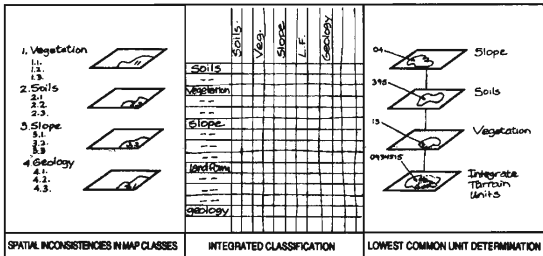 1. Vegetation
1.1.
1.2.
1.3.
2. Soils
2.1
2.2
2.3.
3. Slope
3.1.
3.2.
3.3
4. Geology
4.1.
4.2.
4.3.
SPATIAL INCONSISTENCIES IN MAP CLASSES
Soils.
Veg.
Slope
L.F.
Geology
Soils
--
Vegetation
--
--
Slope
--
--
landform
--
--
geology
INTEGRATED CLASSIFICATION
04
Slope
395
Soils
15
Vegetation
Integrate
Terrain
Units
LOWEST COMMON UNIT DETERMINATION